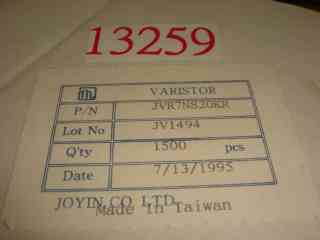 13259
VARISTOR
P/N JVR7N820KR
Lot No JV1494
Q'ty 1500 pcs
Date 7/13/1995
JOYIN CO. LTD.
Made In Taiwan